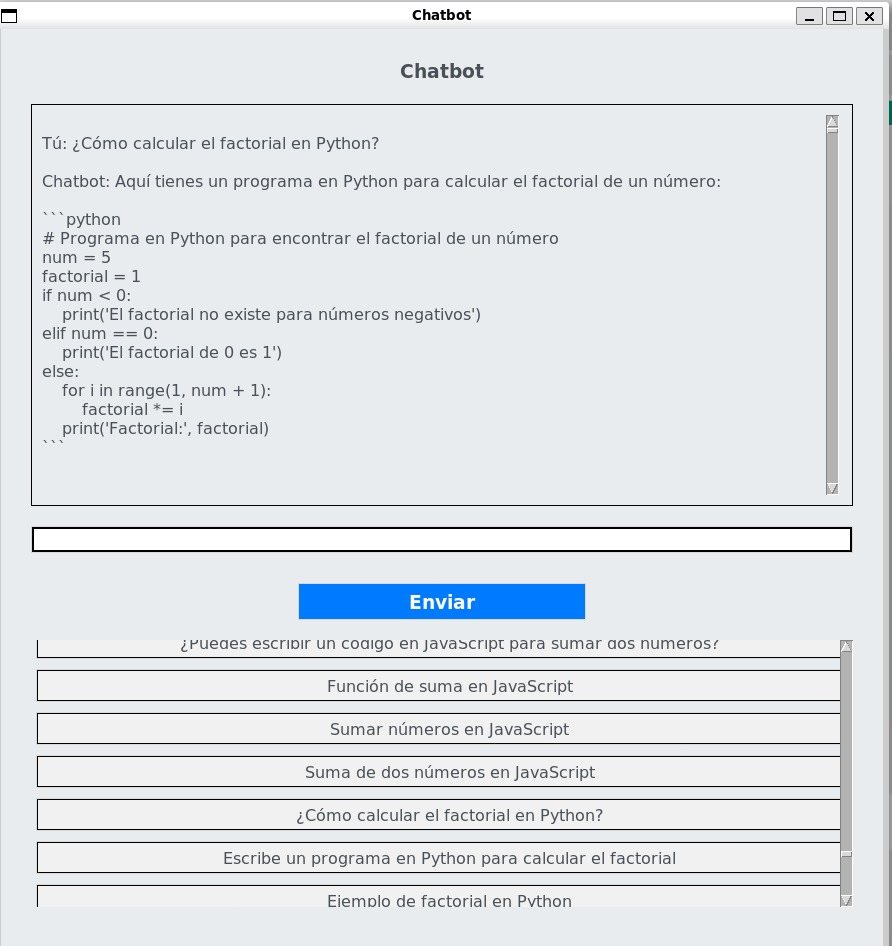 Chatbot
Chatbot
Tú: ¿Cómo calcular el factorial en Python?
Chatbot: Aquí tienes un programa en Python para calcular el factorial de un número:
```python
# Programa en Python para encontrar el factorial de un número
num = 5
factorial = 1
if num < 0:
    print('El factorial no existe para números negativos')
elif num == 0:
    print('El factorial de 0 es 1')
else:
    for i in range(1, num + 1):
        factorial *= i
    print('Factorial:', factorial)
```
Enviar
¿Puedes escribir un código en JavaScript para sumar dos números?
Función de suma en JavaScript
Sumar números en JavaScript
Suma de dos números en JavaScript
¿Cómo calcular el factorial en Python?
Escribe un programa en Python para calcular el factorial
Ejemplo de factorial en Python